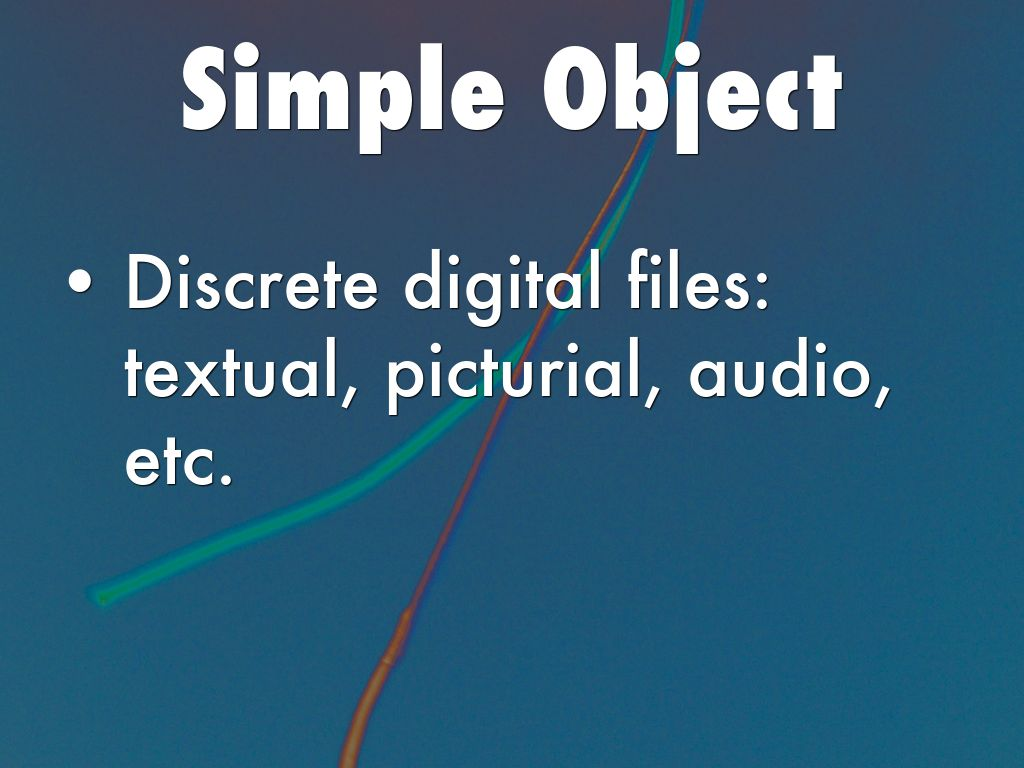 Simple Object
• Discrete digital files:
textual, picturial, audio,
etc.